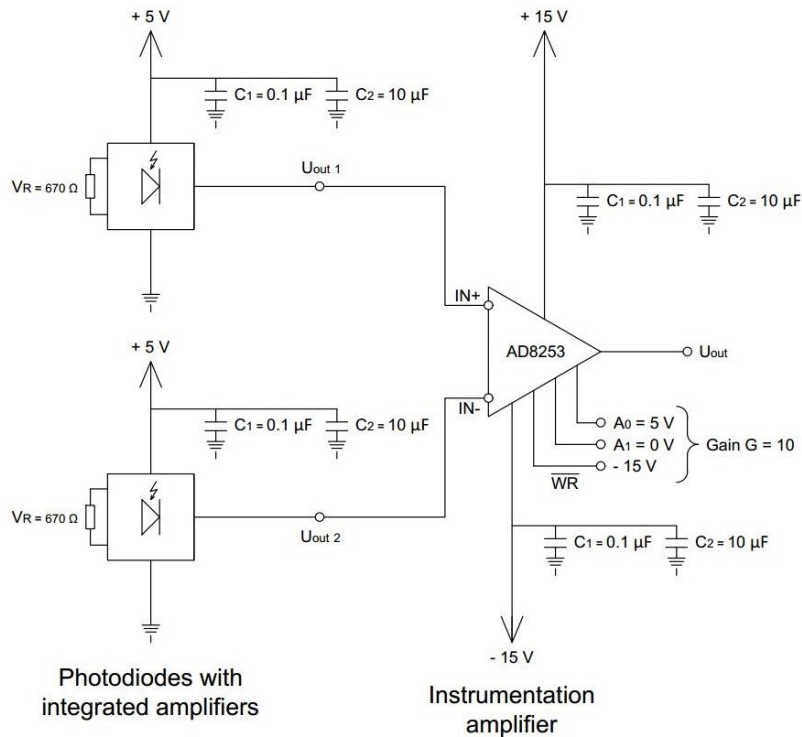 + 5 V
+ 15 V
C1 = 0.1 µF
C2 = 10 µF
VR = 670 Ω
Uout 1
C1 = 0.1 µF
C2 = 10 µF
IN+
+ 5 V
AD8253
Uout
IN-
C1 = 0.1 µF
C2 = 10 µF
A0 = 5 V
A1 = 0 V
Gain G = 10
- 15 V
WR
VR = 670 Ω
Uout 2
C1 = 0.1 µF
C2 = 10 µF
- 15 V
Photodiodes with
integrated amplifiers
Instrumentation
amplifier